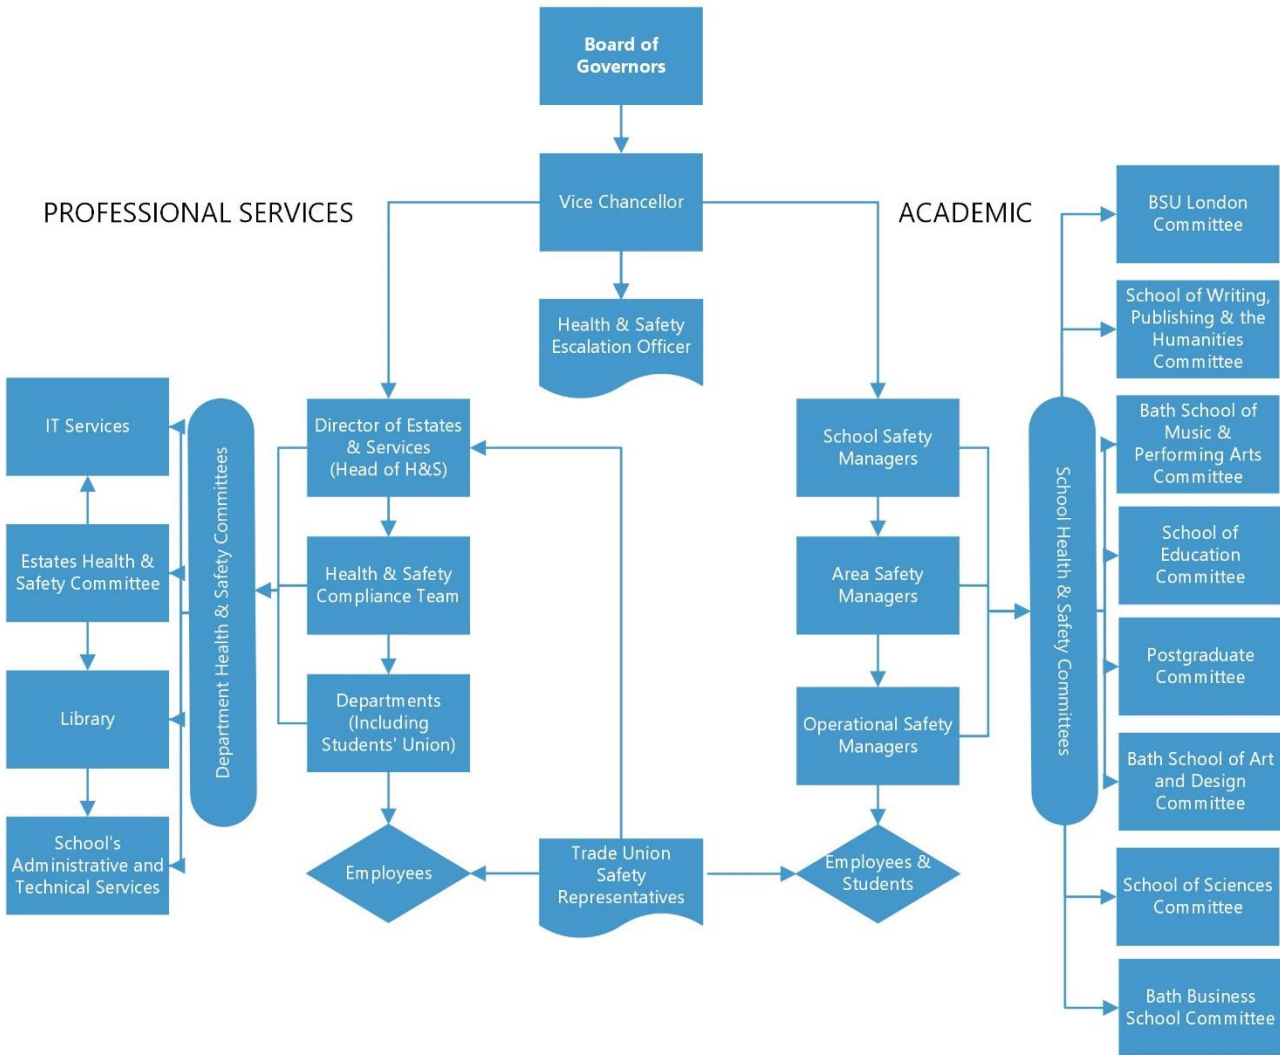 Board of
Governors
Vice Chancellor
PROFESSIONAL SERVICES
ACADEMIC
Health & Safety
Escalation Officer
IT Services
Estates Health &
Safety Committee
Library
School's
Administrative and
Technical Services
Department Health & Safety Committees
Director of Estates
& Services
(Head of H&S)
Health & Safety
Compliance Team
Departments
(Including
Students' Union)
Employees
Trade Union
Safety
Representatives
School Safety
Managers
Area Safety
Managers
Operational Safety
Managers
Employees &
Students
School Health & Safety Committees
BSU London
Committee
School of Writing,
Publishing & the
Humanities
Committee
Bath School of
Music &
Performing Arts
Committee
School of
Education
Committee
Postgraduate
Committee
Bath School of Art
and Design
Committee
School of Sciences
Committee
Bath Business
School Committee